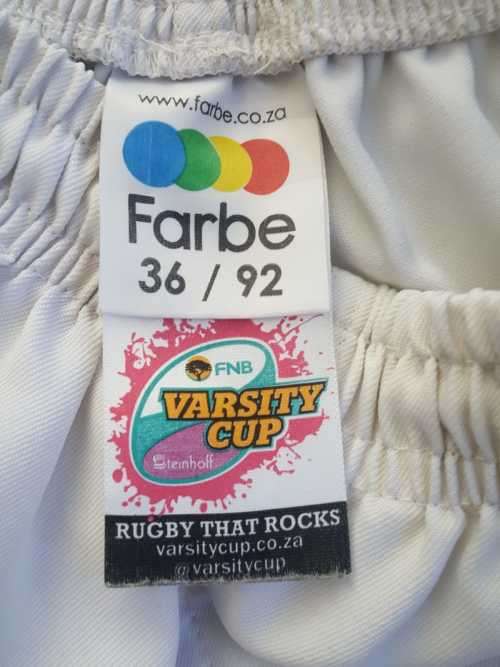 www.farbe.co.za
Farbe
36 / 92
FNB
VARSITY
CUP
Steinhoff
RUGBY THAT ROCKS
varsitycup.co.za
@varsitycup